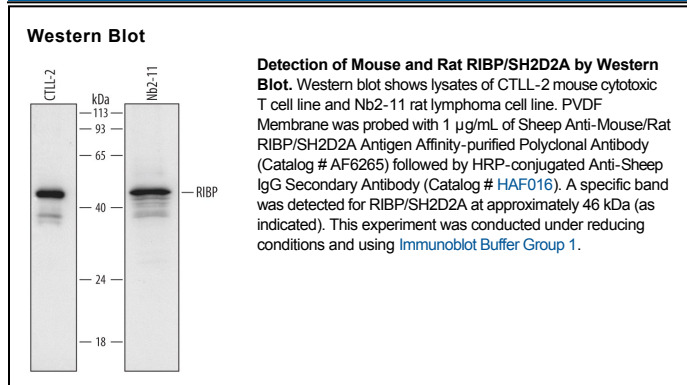 Western Blot
CTLL-2
Nb2-11
kDa
113
93
65
RIBP
40
24
18
Detection of Mouse and Rat RIBP/SH2D2A by Western
Blot. Western blot shows lysates of CTLL-2 mouse cytotoxic
T cell line and Nb2-11 rat lymphoma cell line. PVDF
Membrane was probed with 1 µg/mL of Sheep Anti-Mouse/Rat
RIBP/SH2D2A Antigen Affinity-purified Polyclonal Antibody
(Catalog # AF6265) followed by HRP-conjugated Anti-Sheep
IgG Secondary Antibody (Catalog # HAF016). A specific band
was detected for RIBP/SH2D2A at approximately 46 kDa (as
indicated). This experiment was conducted under reducing
conditions and using Immunoblot Buffer Group 1.